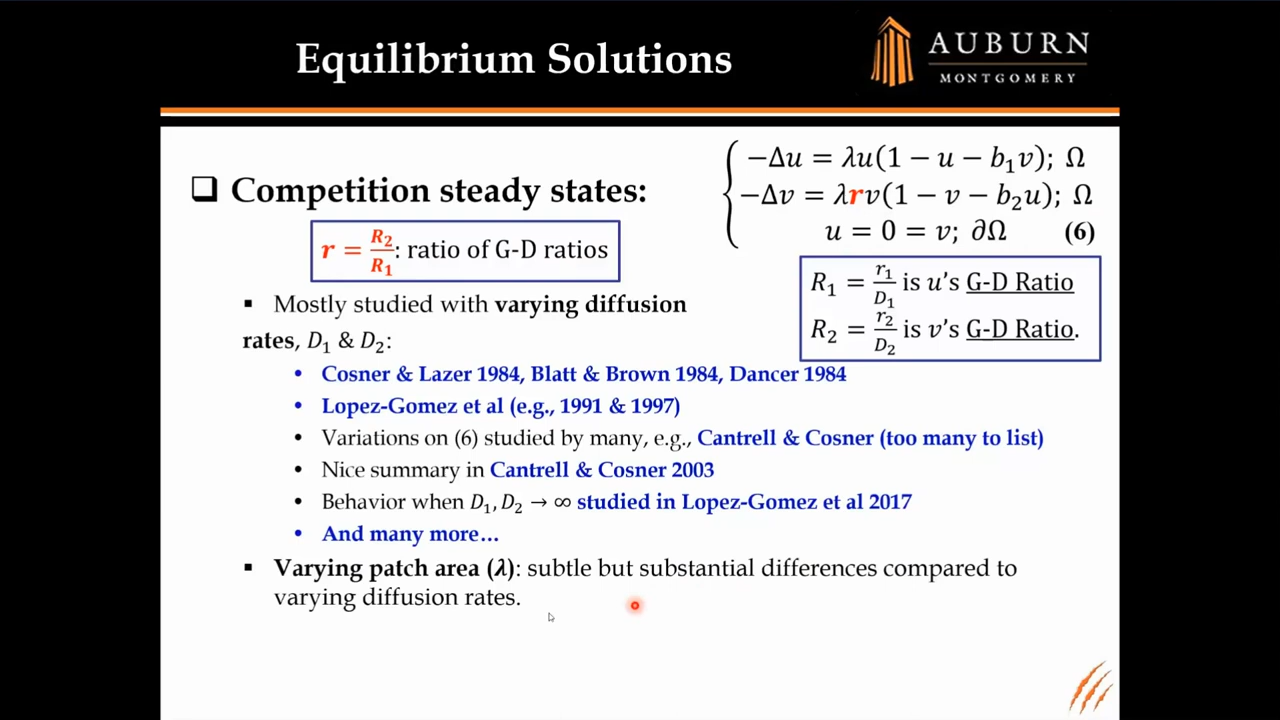 Equilibrium Solutions
AUBURN
MONTGOMERY
❑ Competition steady states:
−Δu = λu(1 − u − b₁v); Ω
−Δv = λrv(1 − v − b₂u); Ω
u = 0 = v; ∂Ω (6)
r = R₂/R₁: ratio of G-D ratios
R₁ = r₁/D₁ is u's G-D Ratio
R₂ = r₂/D₂ is v's G-D Ratio.
▪ Mostly studied with varying diffusion
rates, D₁ & D₂:
• Cosner & Lazer 1984, Blatt & Brown 1984, Dancer 1984
• Lopez-Gomez et al (e.g., 1991 & 1997)
• Variations on (6) studied by many, e.g., Cantrell & Cosner (too many to list)
• Nice summary in Cantrell & Cosner 2003
• Behavior when D₁, D₂ → ∞ studied in Lopez-Gomez et al 2017
• And many more…
▪ Varying patch area (λ): subtle but substantial differences compared to
varying diffusion rates.